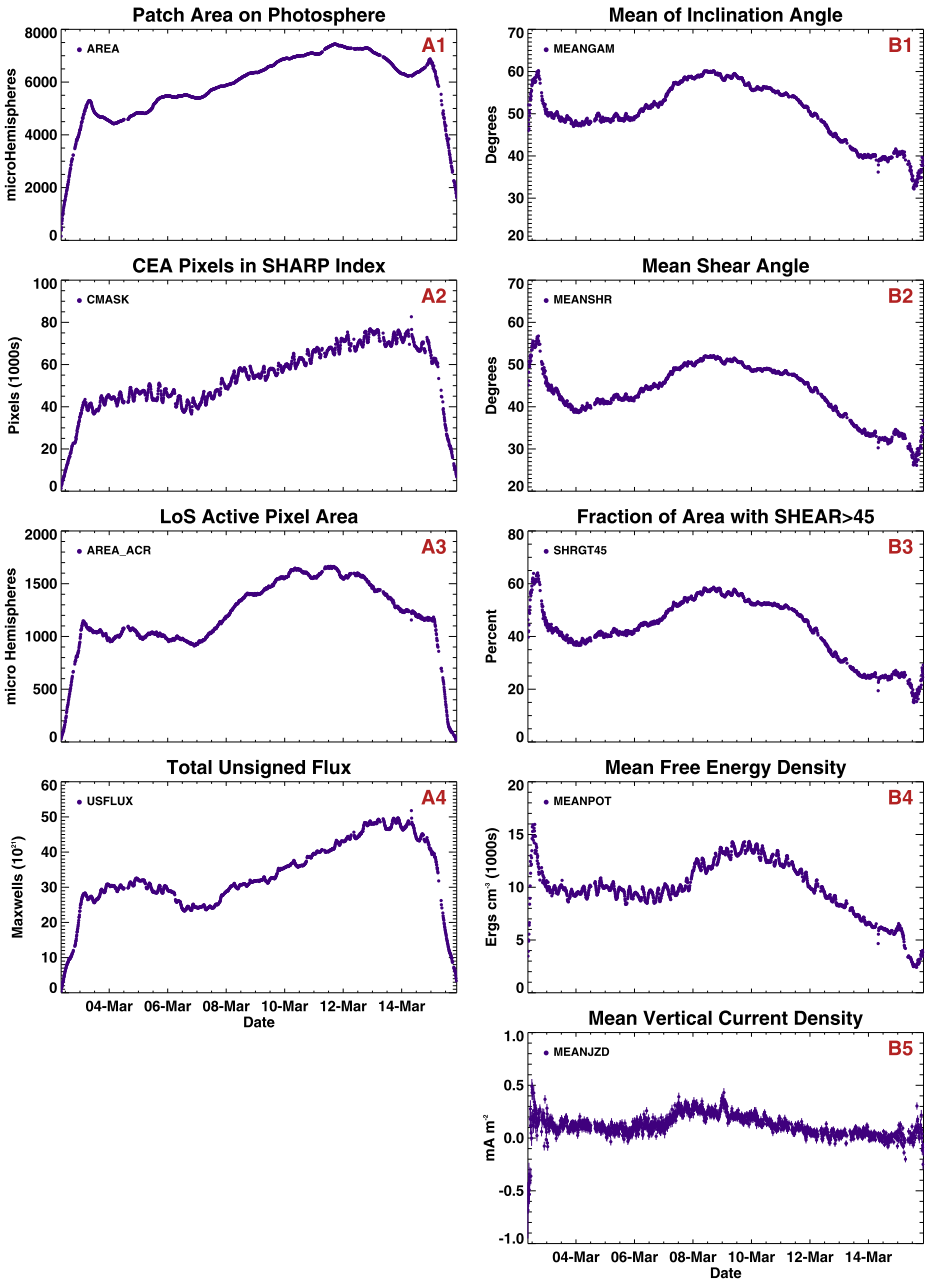 Patch Area on Photosphere
8000
6000
4000
2000
0
microHemispheres
AREA
A1
Mean of Inclination Angle
70
60
50
40
30
20
Degrees
MEANGAM
B1
CEA Pixels in SHARP Index
100
80
60
40
20
0
Pixels (1000s)
CMASK
A2
Mean Shear Angle
70
60
50
40
30
20
Degrees
MEANSHR
B2
LoS Active Pixel Area
2000
1500
1000
500
0
micro Hemispheres
AREA_ACR
A3
Fraction of Area with SHEAR>45
80
60
40
20
0
Percent
SHRGT45
B3
Total Unsigned Flux
60
50
40
30
20
10
0
Maxwells (10²¹)
USFLUX
A4
04-Mar 06-Mar 08-Mar 10-Mar 12-Mar 14-Mar
Date
Mean Free Energy Density
20
15
10
5
0
Ergs cm⁻³ (1000s)
MEANPOT
B4
Mean Vertical Current Density
1.0
0.5
0.0
-0.5
-1.0
mA m⁻²
MEANJZD
B5
04-Mar 06-Mar 08-Mar 10-Mar 12-Mar 14-Mar
Date